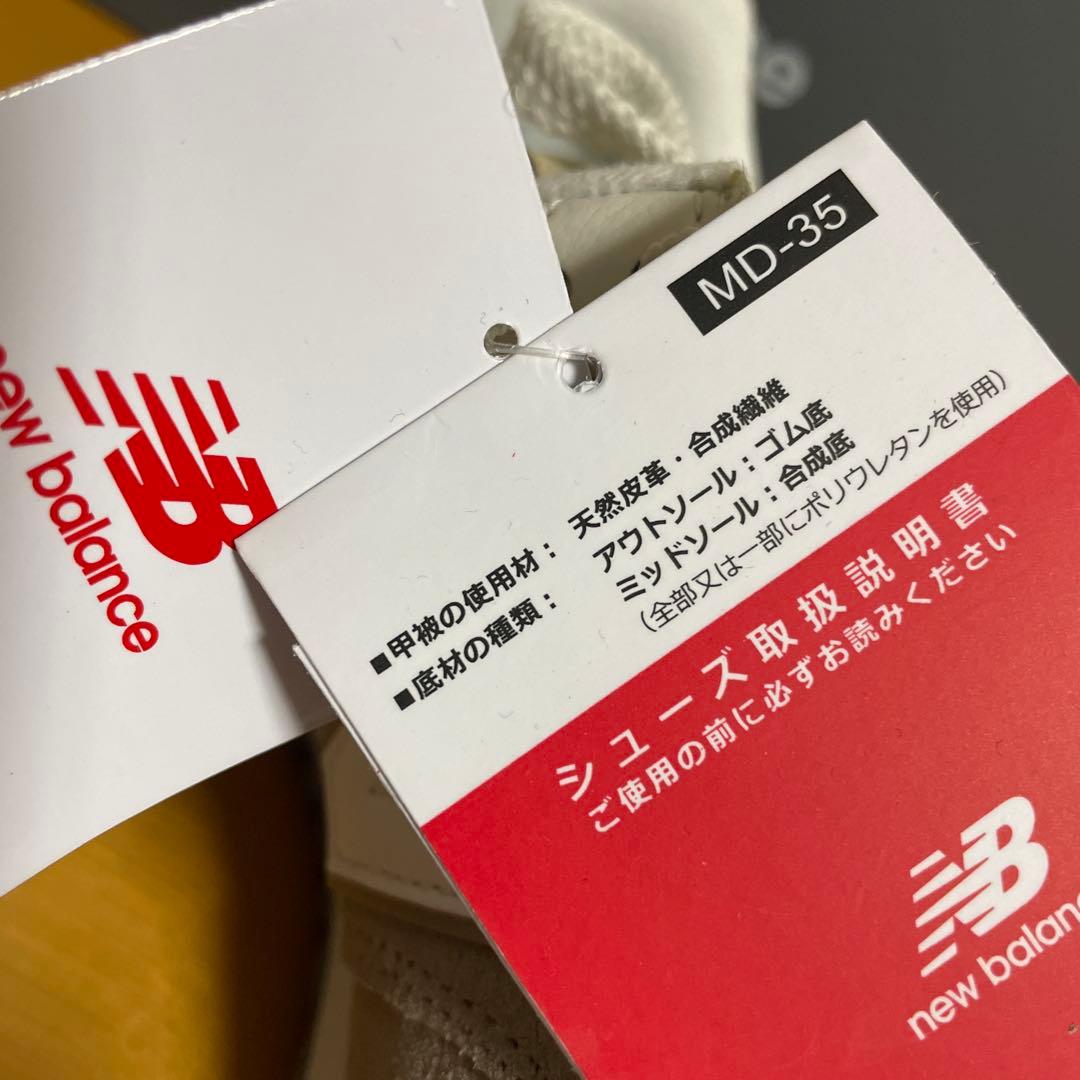 new balance
MD-35
■甲被の使用材： 天然皮革・合成繊維
■底材の種類： アウトソール：ゴム底
ミッドソール：合成底
(全部又は一部にポリウレタンを使用)
シューズ取扱説明書
ご使用の前に必ずお読みください
new balanc